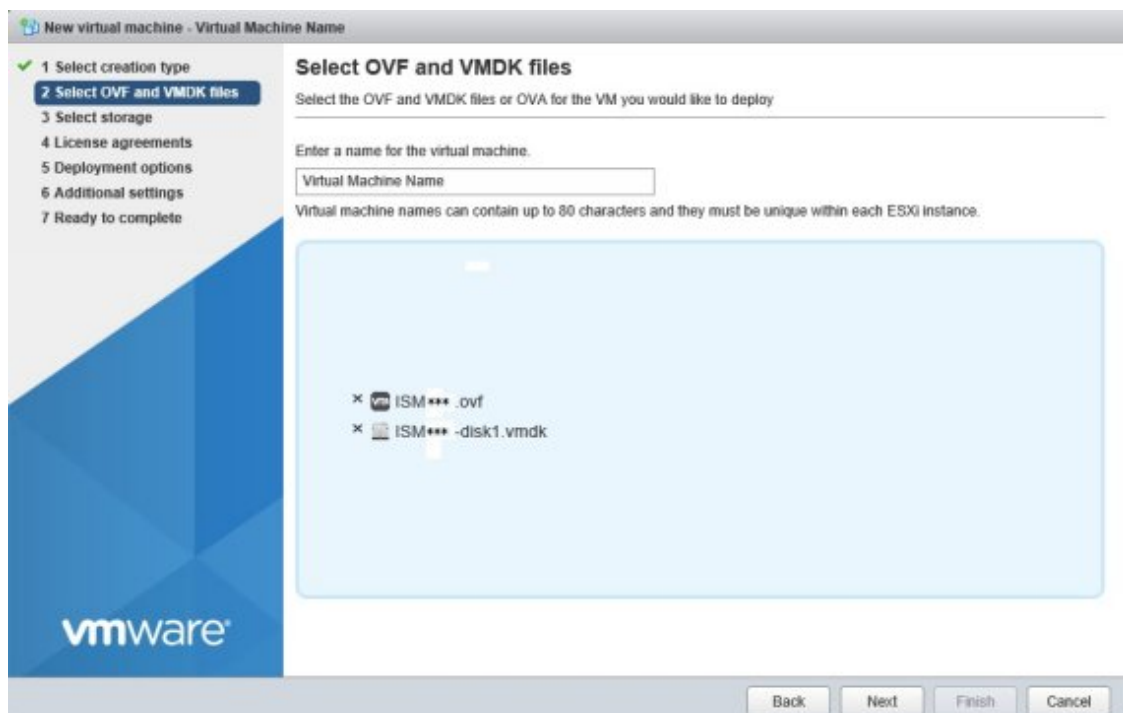 New virtual machine - Virtual Machine Name
1 Select creation type
2 Select OVF and VMDK files
3 Select storage
4 License agreements
5 Deployment options
6 Additional settings
7 Ready to complete
vmware®
Select OVF and VMDK files
Select the OVF and VMDK files or OVA for the VM you would like to deploy
Enter a name for the virtual machine.
Virtual Machine Name
Virtual machine names can contain up to 80 characters and they must be unique within each ESXi instance.
× vm ISM*** .ovf
× ISM*** -disk1.vmdk
Back Next Finish Cancel